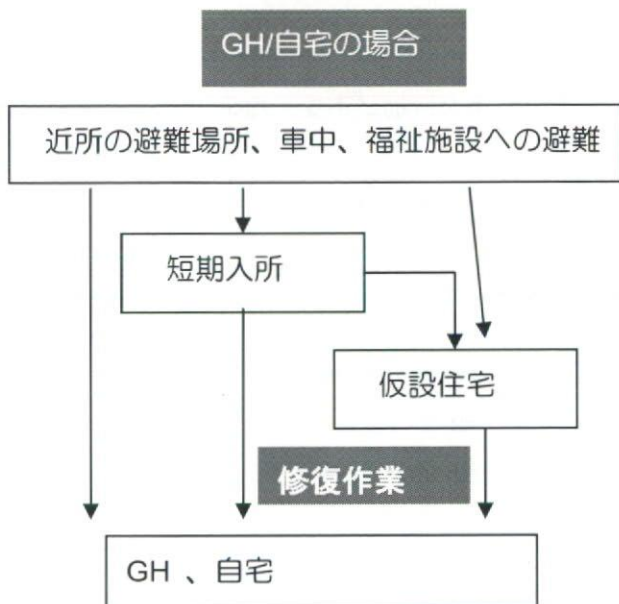 GH/自宅の場合
近所の避難場所、車中、福祉施設への避難
短期入所
仮設住宅
修復作業
GH 、自宅